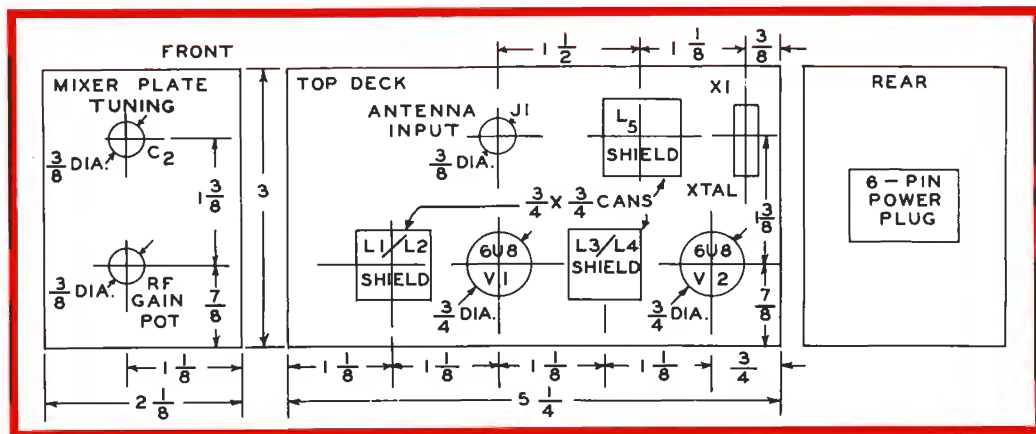 FRONT
1 1/2
1 1/8
3/8
MIXER PLATE
TUNING
C2
3/8 DIA.
1 3/8
3
RF
GAIN
POT
3/8 DIA.
7/8
1 1/8
2 1/8
TOP DECK
ANTENNA
INPUT
J1
3/8 DIA.
L5
SHIELD
X1
XTAL
3/4 X 3/4 CANS
1 3/8
L1/L2
SHIELD
6U8
V1
3/4 DIA.
L3/L4
SHIELD
6U8
V2
3/4 DIA.
7/8
1 1/8
1 1/8
1 1/8
1 1/8
3/4
5 1/4
REAR
6-PIN
POWER
PLUG